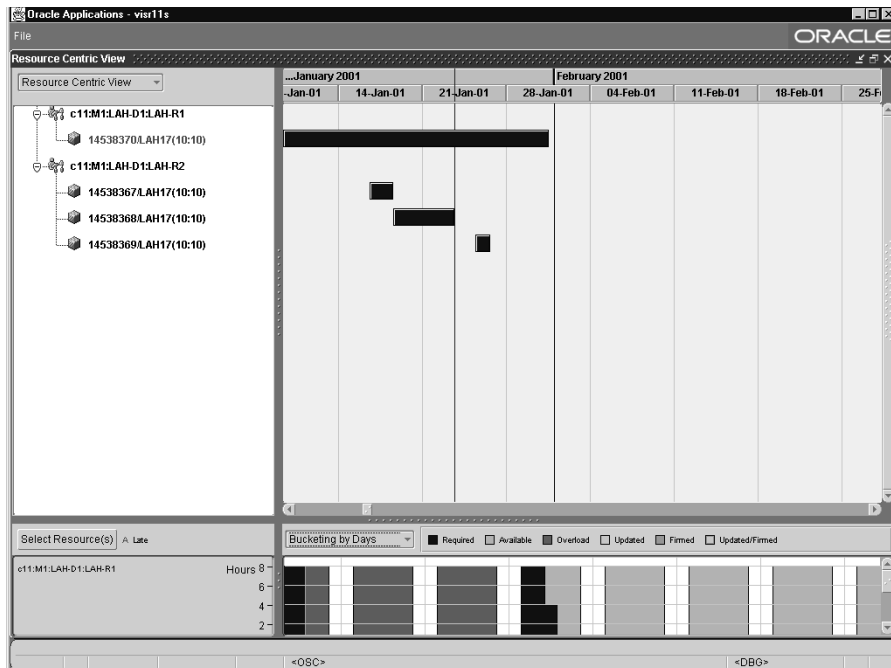 Oracle Applications - visr11s
File
ORACLE
Resource Centric View
Resource Centric View
...January 2001
February 2001
-Jan-01
14-Jan-01
21-Jan-01
28-Jan-01
04-Feb-01
11-Feb-01
18-Feb-01
25-F
c11:M1:LAH-D1:LAH-R1
14538370/LAH17(10:10)
c11:M1:LAH-D1:LAH-R2
14538367/LAH17(10:10)
14538368/LAH17(10:10)
14538369/LAH17(10:10)
Select Resource(s)
A Late
Bucketing by Days
Required
Available
Overload
Updated
Firmed
Updated/Firmed
c11:M1:LAH-D1:LAH-R1
Hours 8
6
4
2
<OSC>
<DBG>